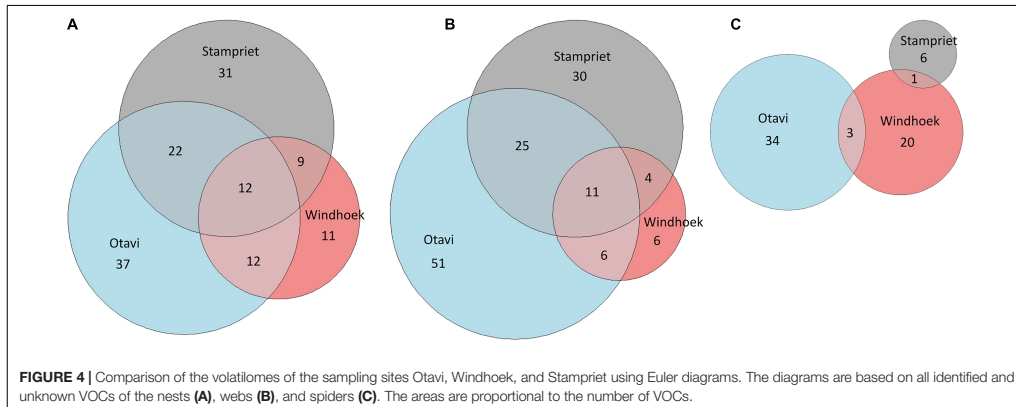 A
Stampriet
31
22
9
12
Windhoek
11
Otavi
37
12
B
Stampriet
30
25
4
11
Windhoek
6
Otavi
51
6
C
Stampriet
6
1
Otavi
34
3
Windhoek
20
FIGURE 4 | Comparison of the volatilomes of the sampling sites Otavi, Windhoek, and Stampriet using Euler diagrams. The diagrams are based on all identified and
unknown VOCs of the nests (A), webs (B), and spiders (C). The areas are proportional to the number of VOCs.